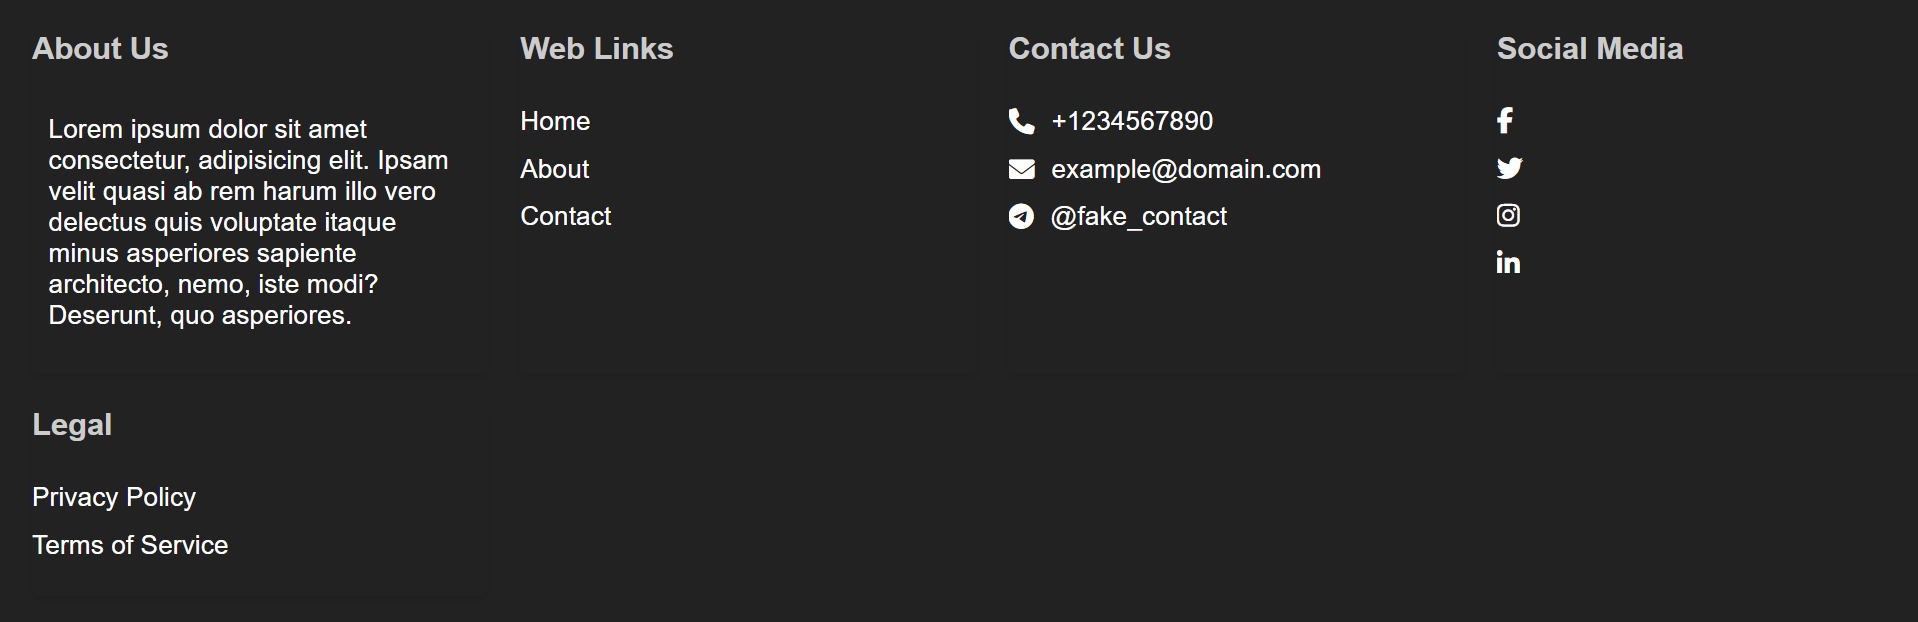 About Us
Lorem ipsum dolor sit amet
consectetur, adipisicing elit. Ipsam
velit quasi ab rem harum illo vero
delectus quis voluptate itaque
minus asperiores sapiente
architecto, nemo, iste modi?
Deserunt, quo asperiores.
Web Links
Home
About
Contact
Contact Us
+1234567890
example@domain.com
@fake_contact
Social Media
Legal
Privacy Policy
Terms of Service